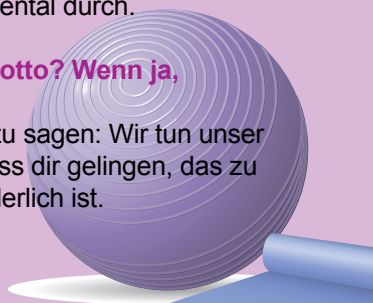 ental durch.
otto? Wenn ja,
zu sagen: Wir tun unser
ss dir gelingen, das zu
derlich ist.